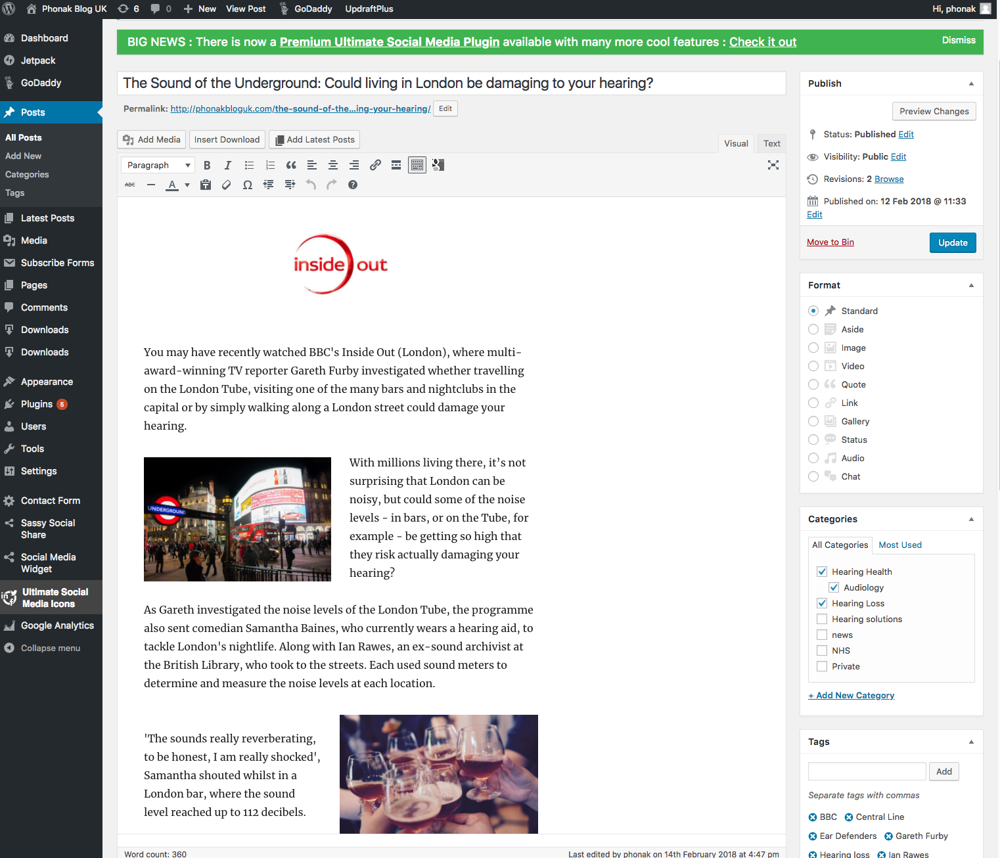 Phonak Blog UK 6 0 New View Post GoDaddy UpdraftPlus Hi, phonak
Dashboard
Jetpack
GoDaddy
Posts
All Posts
Add New
Categories
Tags
Latest Posts
Media
Subscribe Forms
Pages
Comments
Downloads
Downloads
Appearance
Plugins 5
Users
Tools
Settings
Contact Form
Sassy Social
Share
Social Media
Widget
Ultimate Social
Media Icons
Google Analytics
Collapse menu
BIG NEWS : There is now a Premium Ultimate Social Media Plugin available with many more cool features : Check it out Dismiss
The Sound of the Underground: Could living in London be damaging to your hearing?
Permalink: http://phonakbloguk.com/the-sound-of-the…ing-your-hearing/ Edit
Add Media Insert Download Add Latest Posts Visual Text
Paragraph
B I
ABC A
inside out
You may have recently watched BBC's Inside Out (London), where multi-
award-winning TV reporter Gareth Furby investigated whether travelling
on the London Tube, visiting one of the many bars and nightclubs in the
capital or by simply walking along a London street could damage your
hearing.
UNDERGROUND
With millions living there, it’s not
surprising that London can be
noisy, but could some of the noise
levels - in bars, or on the Tube, for
example - be getting so high that
they risk actually damaging your
hearing?
As Gareth investigated the noise levels of the London Tube, the programme
also sent comedian Samantha Baines, who currently wears a hearing aid, to
tackle London's nightlife. Along with Ian Rawes, an ex-sound archivist at
the British Library, who took to the streets. Each used sound meters to
determine and measure the noise levels at each location.
'The sounds really reverberating,
to be honest, I am really shocked',
Samantha shouted whilst in a
London bar, where the sound
level reached up to 112 decibels.
Word count: 360 Last edited by phonak on 14th February 2018 at 4:47 pm
Publish
Preview Changes
Status: Published Edit
Visibility: Public Edit
Revisions: 2 Browse
Published on: 12 Feb 2018 @ 11:33
Edit
Move to Bin Update
Format
Standard
Aside
Image
Video
Quote
Link
Gallery
Status
Audio
Chat
Categories
All Categories Most Used
Hearing Health
Audiology
Hearing Loss
Hearing solutions
news
NHS
Private
+ Add New Category
Tags
Add
Separate tags with commas
BBC Central Line
Ear Defenders Gareth Furby
Hearing loss Ian Rawes